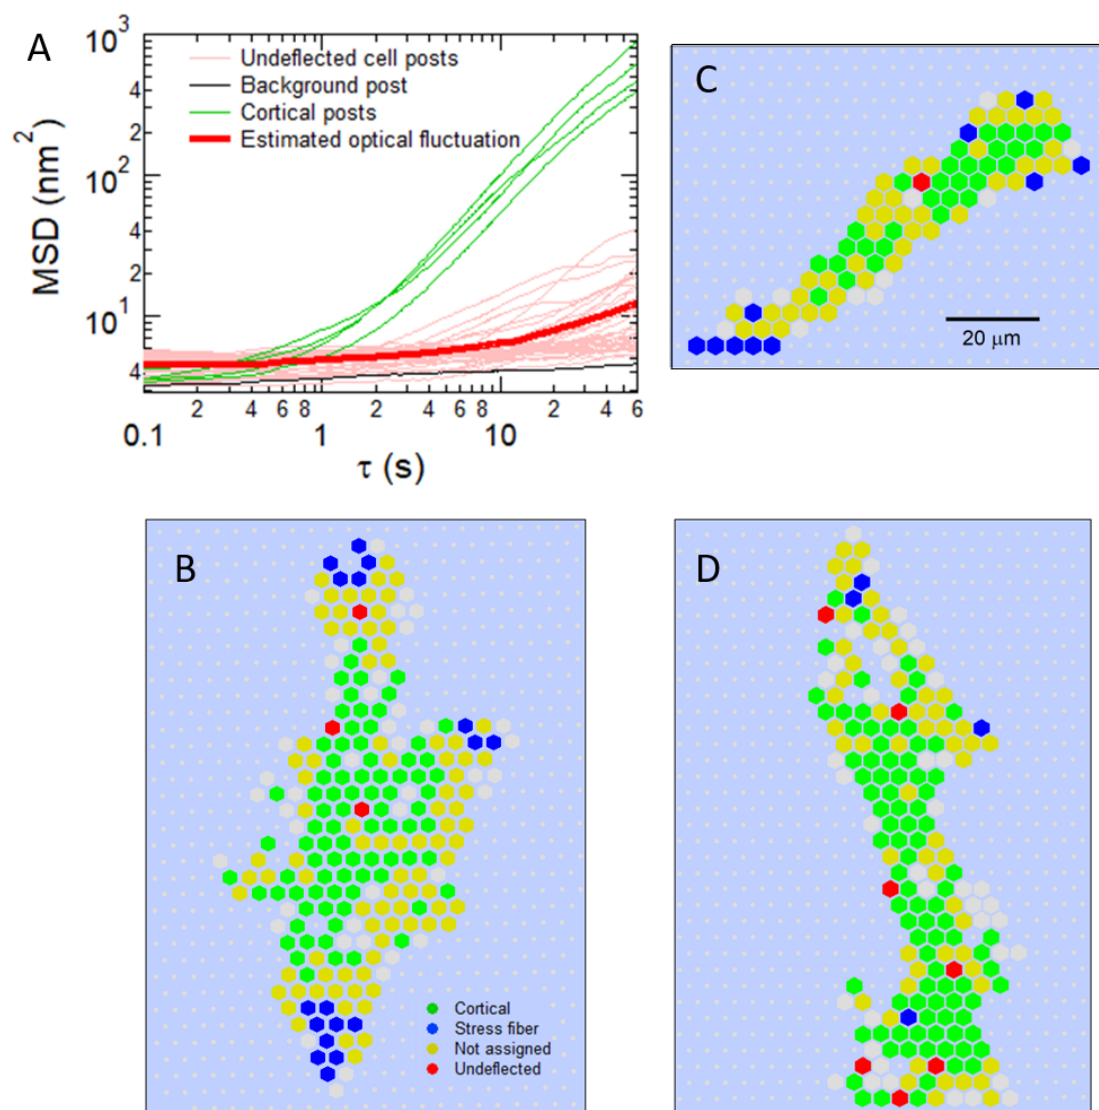 A
10³
4
2
10²
4
2
10¹
4
MSD (nm²)
Undeflected cell posts
Background post
Cortical posts
Estimated optical fluctuation
2 4 6 8 2 4 6 8 2 4 6
0.1 1 10
τ (s)
C
20 μm
B
Cortical
Stress fiber
Not assigned
Undeflected
D